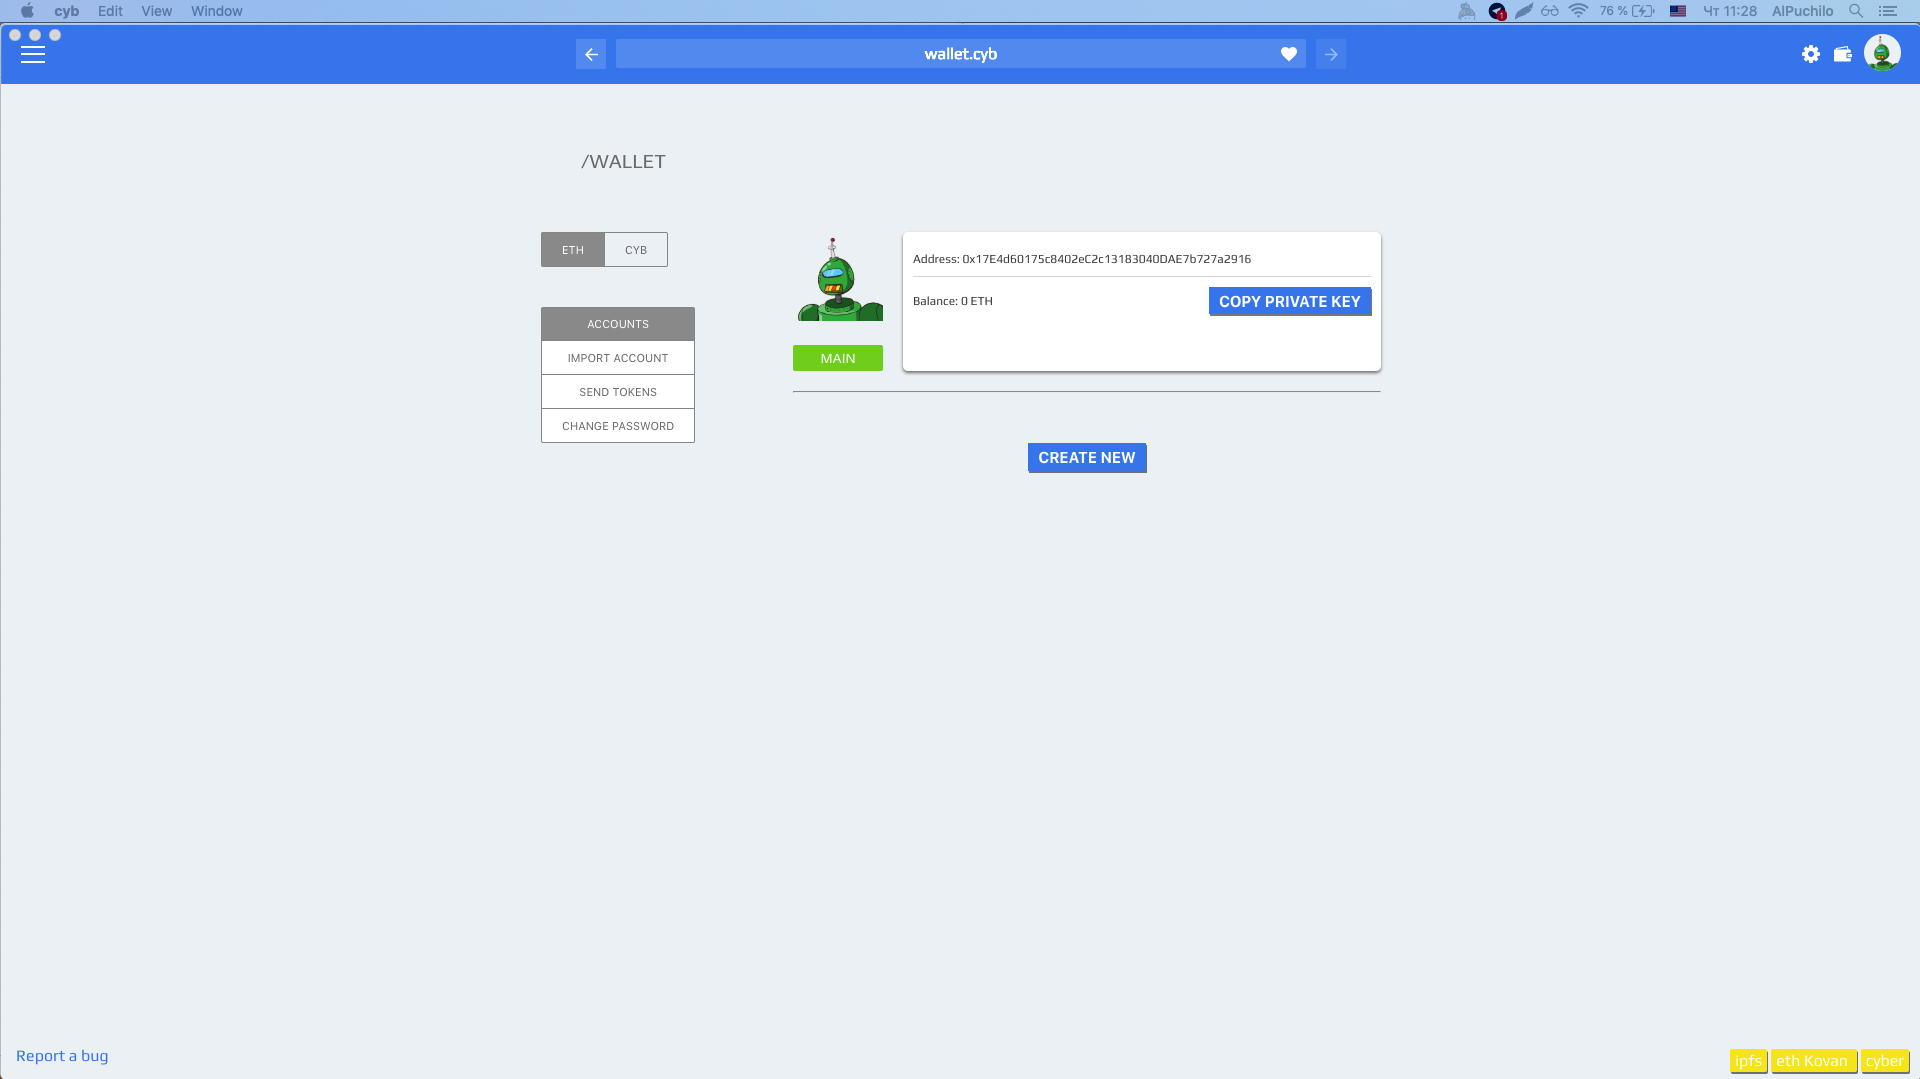 cyb Edit View Window
76 % Чт 11:28 AlPuchilo
1
wallet.cyb
/WALLET
ETH CYB
ACCOUNTS
IMPORT ACCOUNT
SEND TOKENS
CHANGE PASSWORD
MAIN
Address: 0x17E4d60175c8402eC2c13183040DAE7b727a2916
Balance: 0 ETH
COPY PRIVATE KEY
CREATE NEW
Report a bug
ipfs eth Kovan cyber